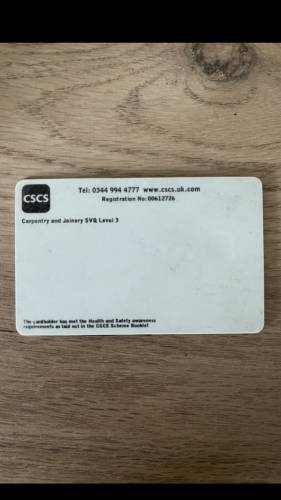 CSCS
Tel: 0344 994 4777 www.cscs.uk.com
Registration No: 00612726
Carpentry and Joinery SVQ Level 3
The cardholder has met the Health and Safety awareness
requirements as laid out in the CSCS Scheme Booklet